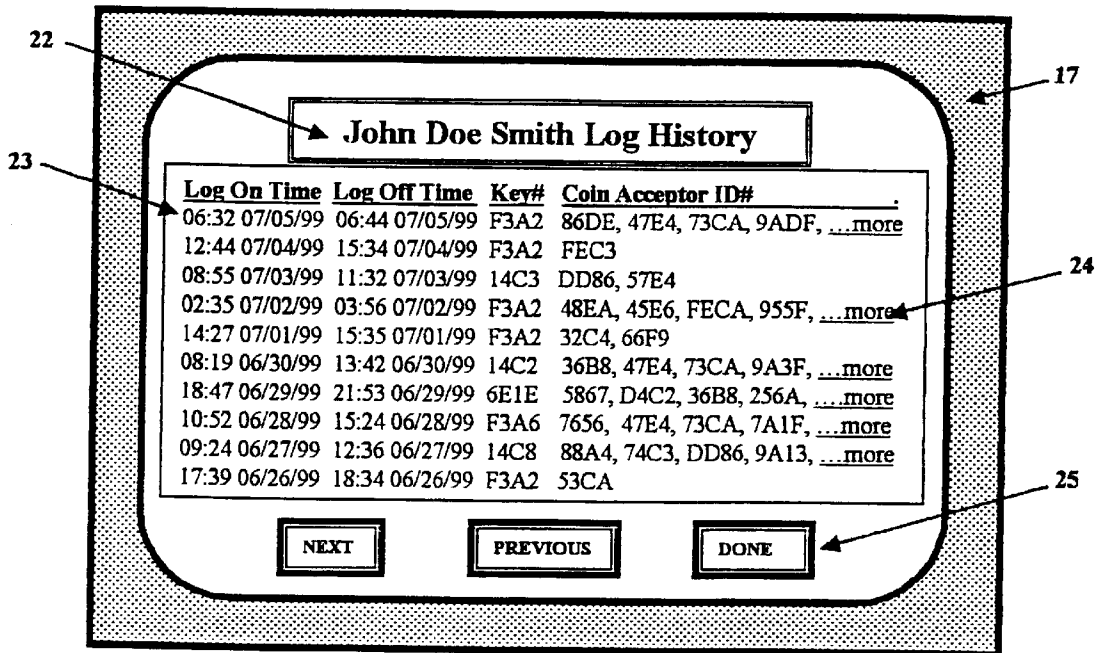 22
17
John Doe Smith Log History
23
Log On Time Log Off Time Key# Coin Acceptor ID# .
06:32 07/05/99 06:44 07/05/99 F3A2 86DE, 47E4, 73CA, 9ADF, ...more
12:44 07/04/99 15:34 07/04/99 F3A2 FEC3
08:55 07/03/99 11:32 07/03/99 14C3 DD86, 57E4
24
02:35 07/02/99 03:56 07/02/99 F3A2 48EA, 45E6, FECA, 955F, ...more
14:27 07/01/99 15:35 07/01/99 F3A2 32C4, 66F9
08:19 06/30/99 13:42 06/30/99 14C2 36B8, 47E4, 73CA, 9A3F, ...more
18:47 06/29/99 21:53 06/29/99 6E1E 5867, D4C2, 36B8, 256A, ....more
10:52 06/28/99 15:24 06/28/99 F3A6 7656, 47E4, 73CA, 7A1F, ...more
09:24 06/27/99 12:36 06/27/99 14C8 88A4, 74C3, DD86, 9A13, ...more
17:39 06/26/99 18:34 06/26/99 F3A2 53CA
25
NEXT PREVIOUS DONE